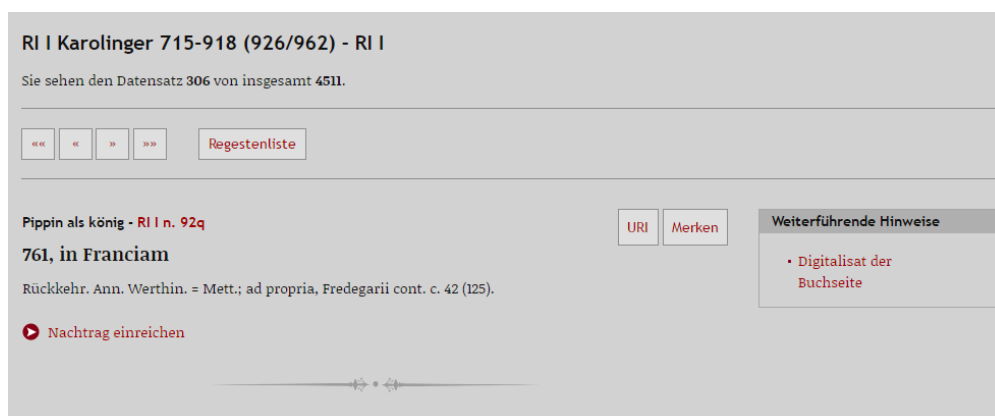 RI I Karolinger 715-918 (926/962) - RI I
Sie sehen den Datensatz 306 von insgesamt 4511.
«« « » »» Regestenliste
Pippin als könig - RI I n. 92q
URI Merken
761, in Franciam
Rückkehr. Ann. Werthin. = Mett.; ad propria, Fredegarii cont. c. 42 (125).
Nachtrag einreichen
Weiterführende Hinweise
Digitalisat der
Buchseite